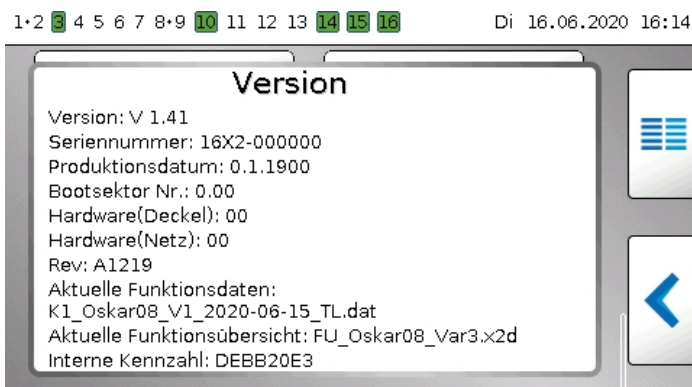 1•2 3 4 5 6 7 8•9 10 11 12 13 14 15 16 Di 16.06.2020 16:14
Version
Version: V 1.41
Seriennummer: 16X2-000000
Produktionsdatum: 0.1.1900
Bootsektor Nr.: 0.00
Hardware(Deckel): 00
Hardware(Netz): 00
Rev: A1219
Aktuelle Funktionsdaten:
K1_Oskar08_V1_2020-06-15_TL.dat
Aktuelle Funktionsübersicht: FU_Oskar08_Var3.x2d
Interne Kennzahl: DEBB20E3